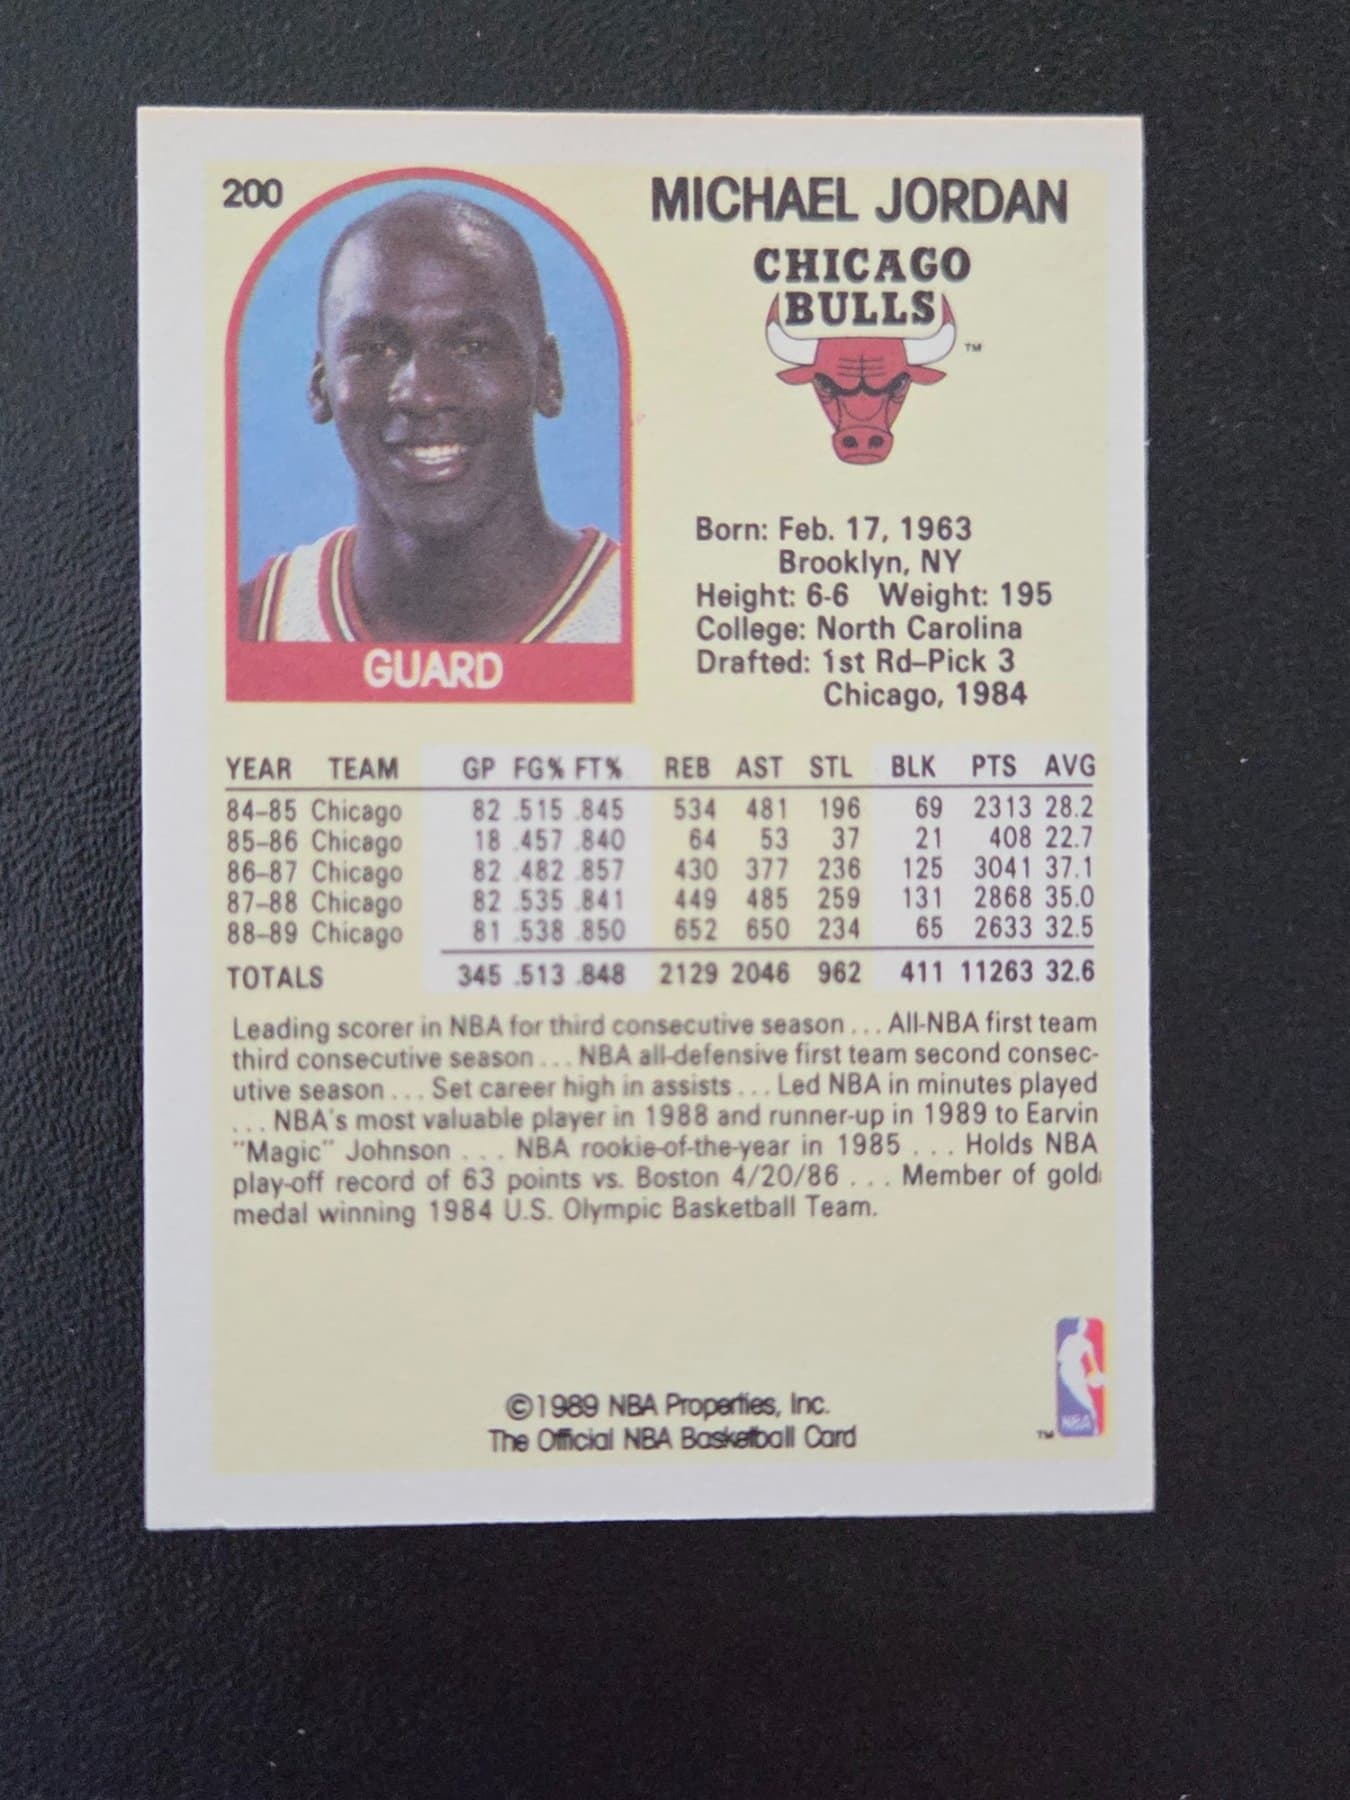 200
MICHAEL JORDAN
CHICAGO
BULLS
TM
Born: Feb. 17, 1963
Brooklyn, NY
Height: 6-6 Weight: 195
College: North Carolina
Drafted: 1st Rd–Pick 3
Chicago, 1984
GUARD
YEAR TEAM GP FG% FT% REB AST STL BLK PTS AVG
84–85 Chicago 82 .515 .845 534 481 196 69 2313 28.2
85–86 Chicago 18 .457 .840 64 53 37 21 408 22.7
86–87 Chicago 82 .482 .857 430 377 236 125 3041 37.1
87–88 Chicago 82 .535 .841 449 485 259 131 2868 35.0
88–89 Chicago 81 .538 .850 652 650 234 65 2633 32.5
TOTALS 345 .513 .848 2129 2046 962 411 11263 32.6
Leading scorer in NBA for third consecutive season . . . All-NBA first team
third consecutive season . . . NBA all-defensive first team second consec-
utive season . . . Set career high in assists . . . Led NBA in minutes played
. . . NBA's most valuable player in 1988 and runner-up in 1989 to Earvin
"Magic" Johnson . . . NBA rookie-of-the-year in 1985 . . . Holds NBA
play-off record of 63 points vs. Boston 4/20/86 . . . Member of gold
medal winning 1984 U.S. Olympic Basketball Team.
©1989 NBA Properties, Inc.
The Official NBA Basketball Card
TM
NBA